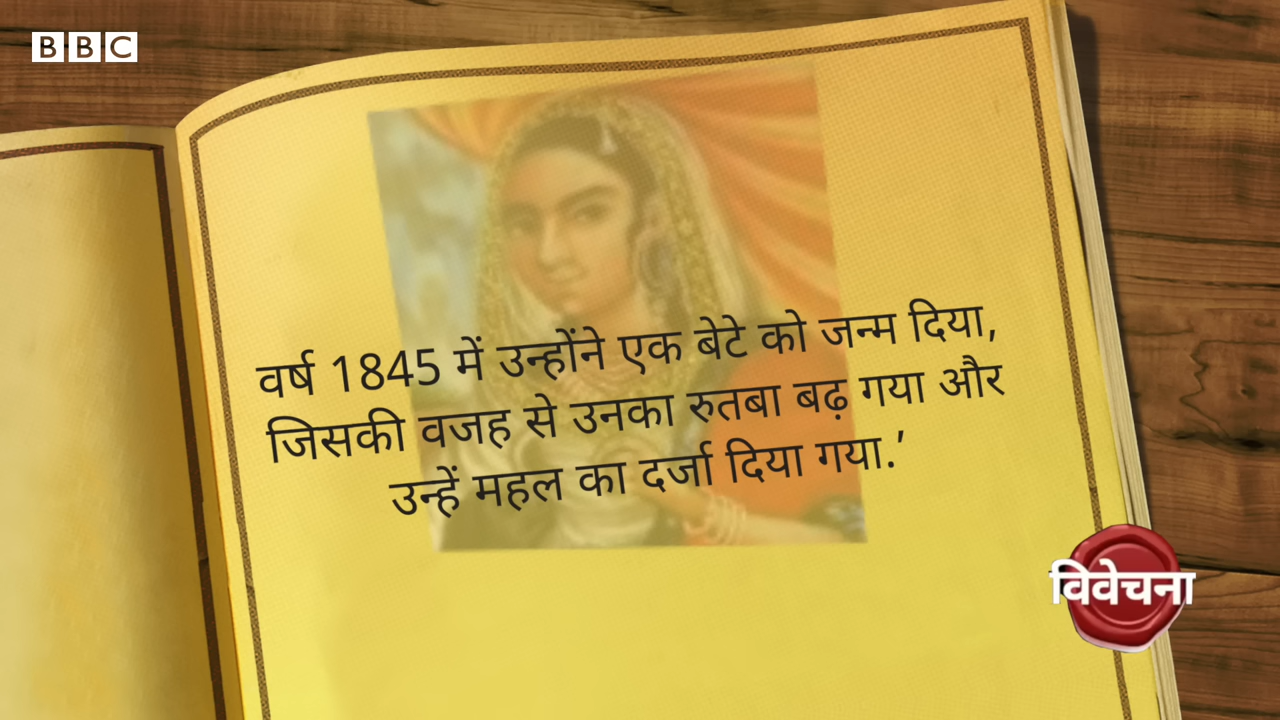 BBC
वर्ष 1845 में उन्होंने एक बेटे को जन्म दिया,
जिसकी वजह से उनका रुतबा बढ़ गया और
उन्हें महल का दर्जा दिया गया.’
विवेचना